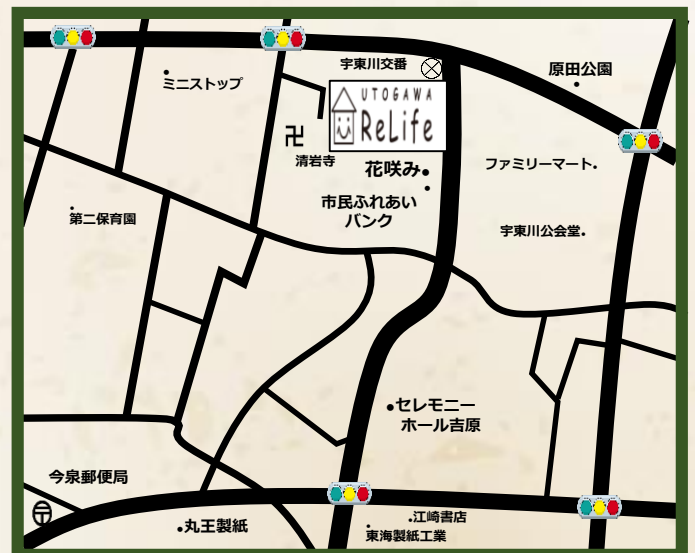 宇東川交番
原田公園
ミニストップ
UTOGAWA
ReLife
卍
清岩寺
花咲み
ファミリーマート
市民ふれあい
バンク
第二保育園
宇東川公会堂
セレモニー
ホール吉原
今泉郵便局
〒
丸王製紙
江崎書店
東海製紙工業